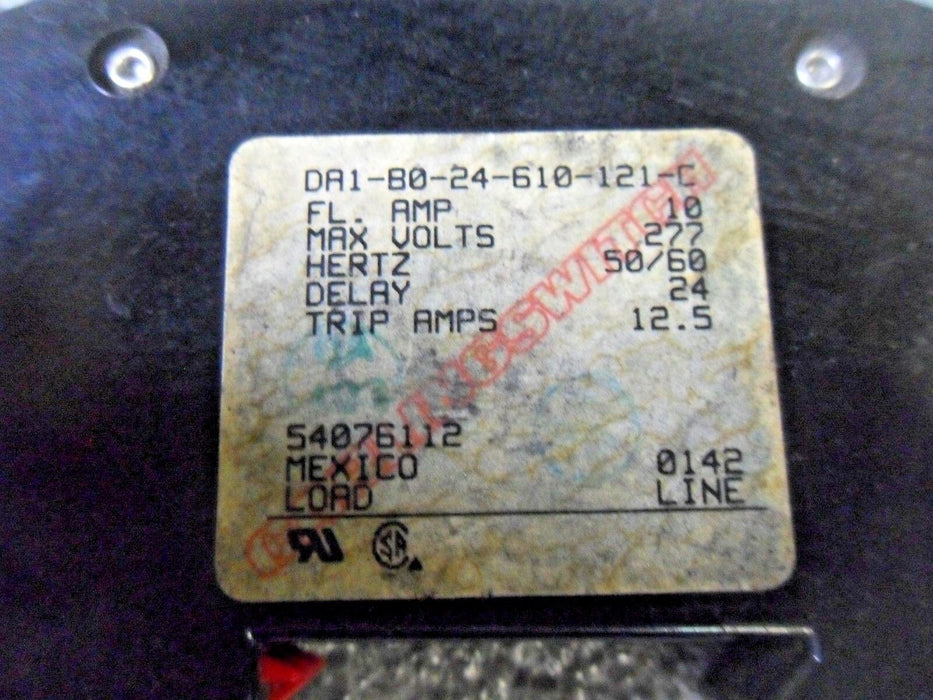 DA1-B0-24-610-121-C
FL. AMP 10
MAX VOLTS 277
HERTZ 50/60
DELAY 24
TRIP AMPS 12.5
54076112
MEXICO 0142
LOAD LINE